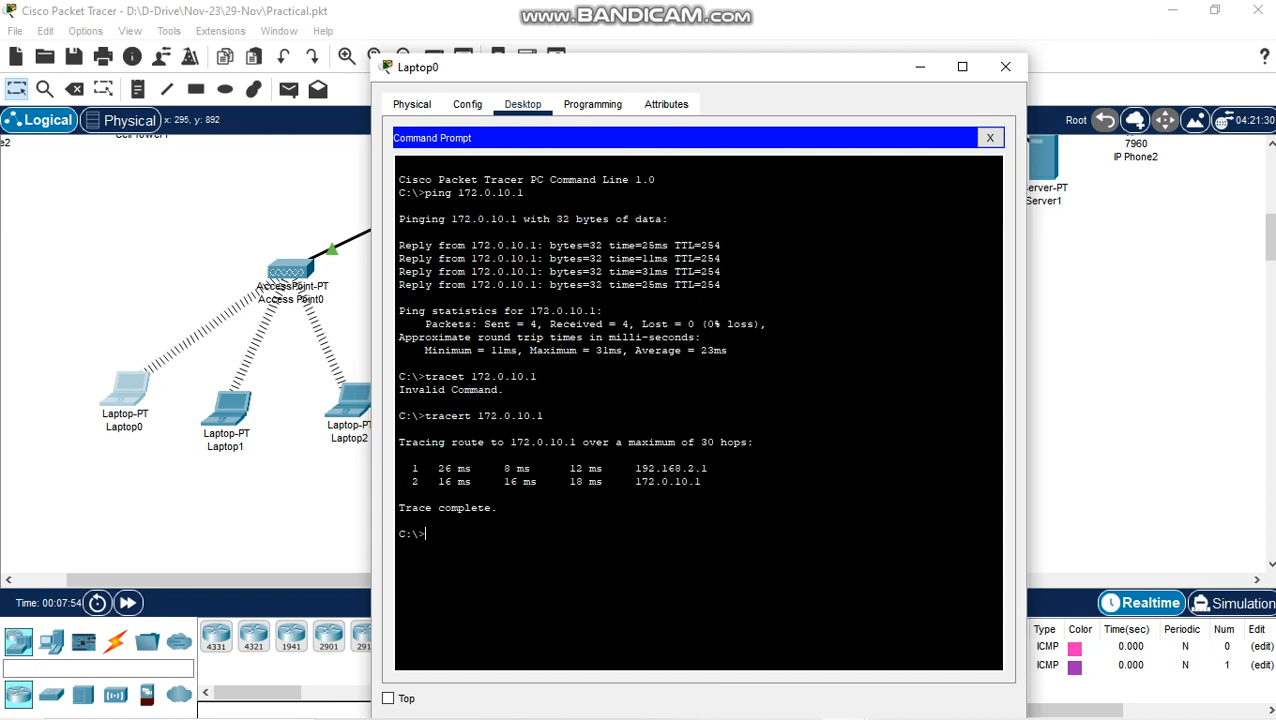 Cisco Packet Tracer - D:\D-Drive\Nov-23\29-Nov\Practical.pkt
www.BANDICAM.com
File Edit Options View Tools Extensions Window Help
Laptop0
Physical Config Desktop Programming Attributes
Logical Physical x: 295, y: 892
Root 04:21:30
Command Prompt X
Cisco Packet Tracer PC Command Line 1.0
C:\>ping 172.0.10.1
Pinging 172.0.10.1 with 32 bytes of data:
Reply from 172.0.10.1: bytes=32 time=25ms TTL=254
Reply from 172.0.10.1: bytes=32 time=11ms TTL=254
Reply from 172.0.10.1: bytes=32 time=31ms TTL=254
Reply from 172.0.10.1: bytes=32 time=25ms TTL=254
Ping statistics for 172.0.10.1:
Packets: Sent = 4, Received = 4, Lost = 0 (0% loss),
Approximate round trip times in milli-seconds:
Minimum = 11ms, Maximum = 31ms, Average = 23ms
C:\>tracet 172.0.10.1
Invalid Command.
C:\>tracert 172.0.10.1
Tracing route to 172.0.10.1 over a maximum of 30 hops:
1 26 ms 8 ms 12 ms 192.168.2.1
2 16 ms 16 ms 18 ms 172.0.10.1
Trace complete.
C:\>
Top
e2
7960
IP Phone2
Server-PT
Server1
AccessPoint-PT
Access Point0
Laptop-PT
Laptop0
Laptop-PT
Laptop1
Laptop-PT
Laptop2
Time: 00:07:54
Realtime Simulation
4331 4321 1941 2901 291
Type Color Time(sec) Periodic Num Edit
ICMP 0.000 N 0 (edit)
ICMP 0.000 N 1 (edit)